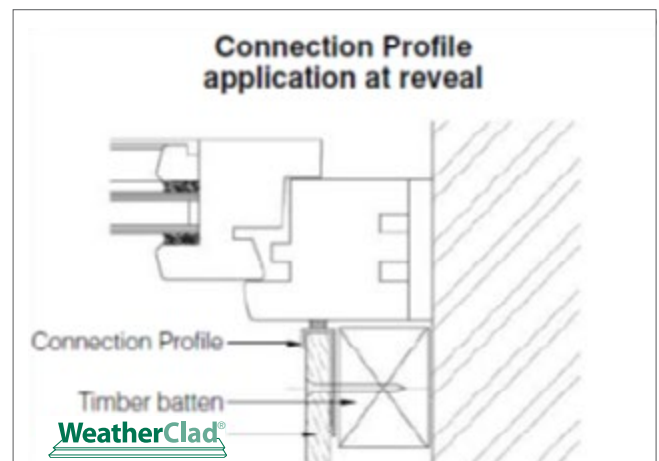 Connection Profile
application at reveal
Connection Profile
Timber batten
WeatherClad®